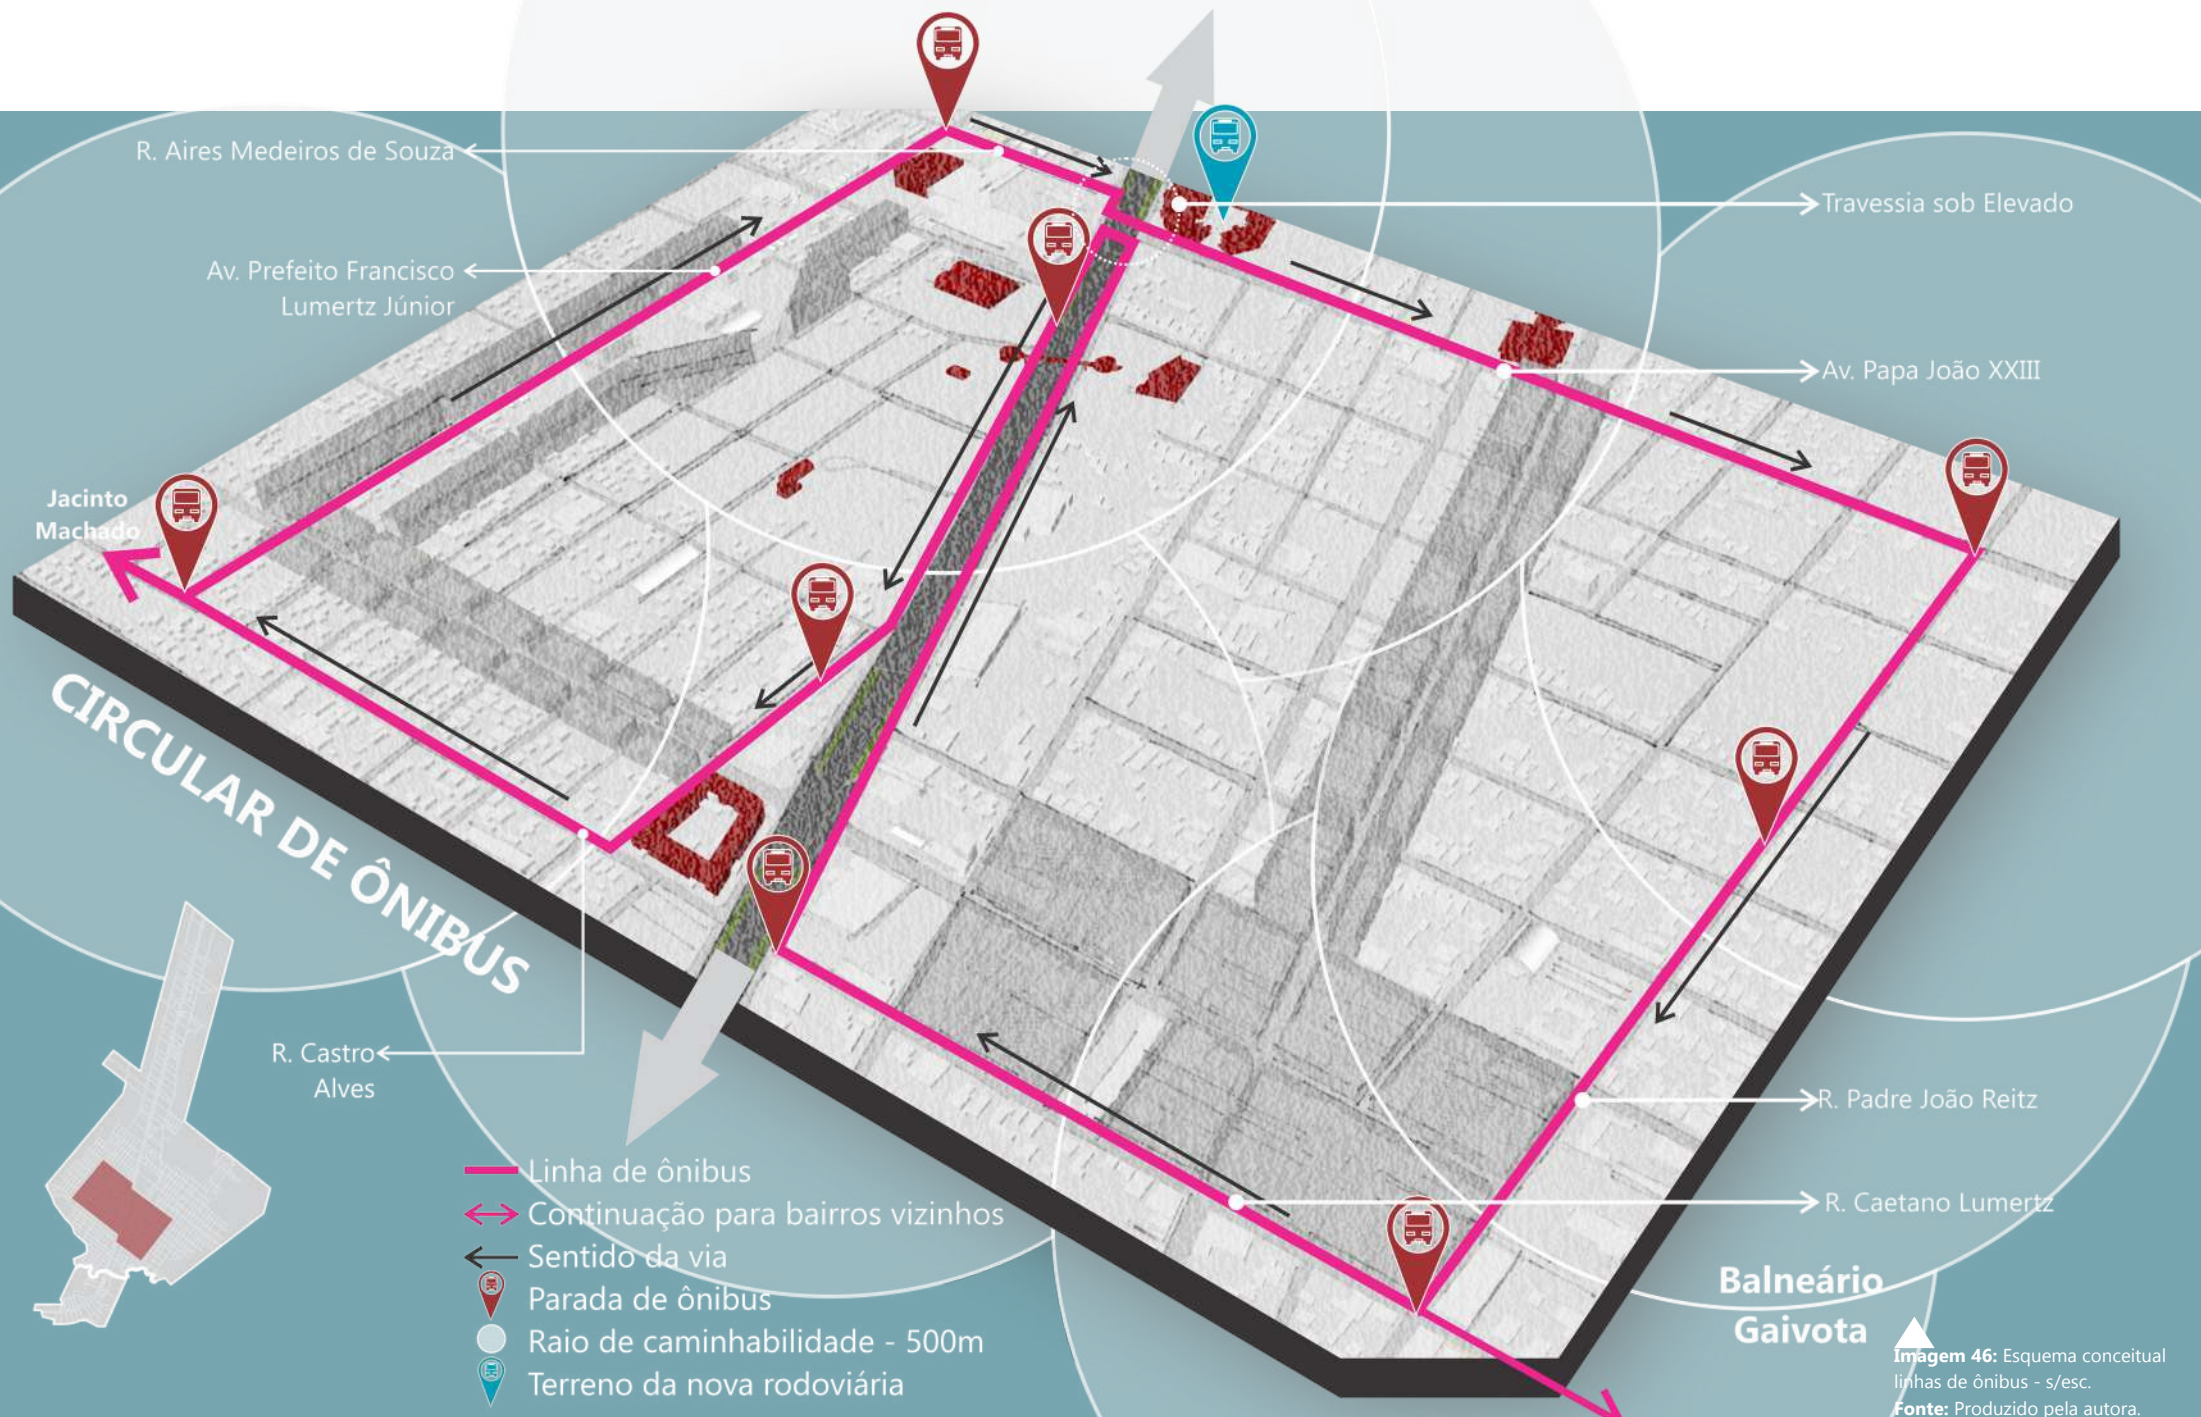 R. Aires Medeiros de Souza
Travessia sob Elevado
Av. Prefeito Francisco
Lumertz Júnior
Av. Papa João XXIII
Jacinto
Machado
CIRCULAR DE ÔNIBUS
R. Castro
Alves
R. Padre João Reitz
R. Caetano Lumertz
Linha de ônibus
Continuação para bairros vizinhos
Sentido da via
Parada de ônibus
Raio de caminhabilidade - 500m
Terreno da nova rodoviária
Balneário
Gaivota
Imagem 46: Esquema conceitual
linhas de ônibus - s/esc.
Fonte: Produzido pela autora.